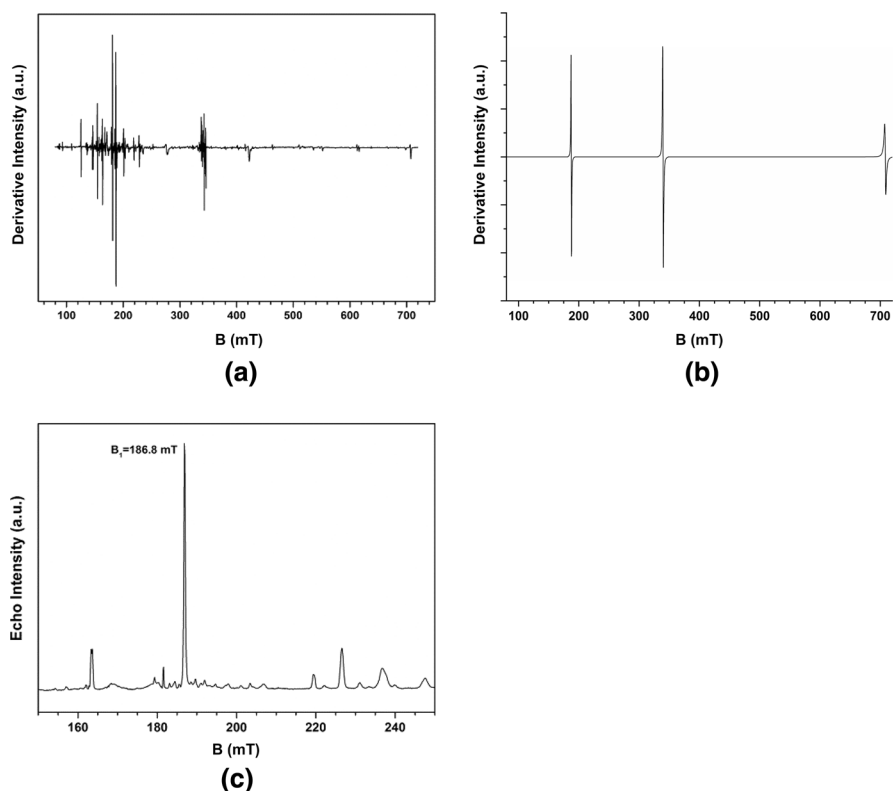 Derivative Intensity (a.u.)
100 200 300 400 500 600 700
B (mT)
(a)
Derivative Intensity (a.u.)
100 200 300 400 500 600 700
B (mT)
(b)
B₁=186.8 mT
Echo Intensity (a.u.)
160 180 200 220 240
B (mT)
(c)